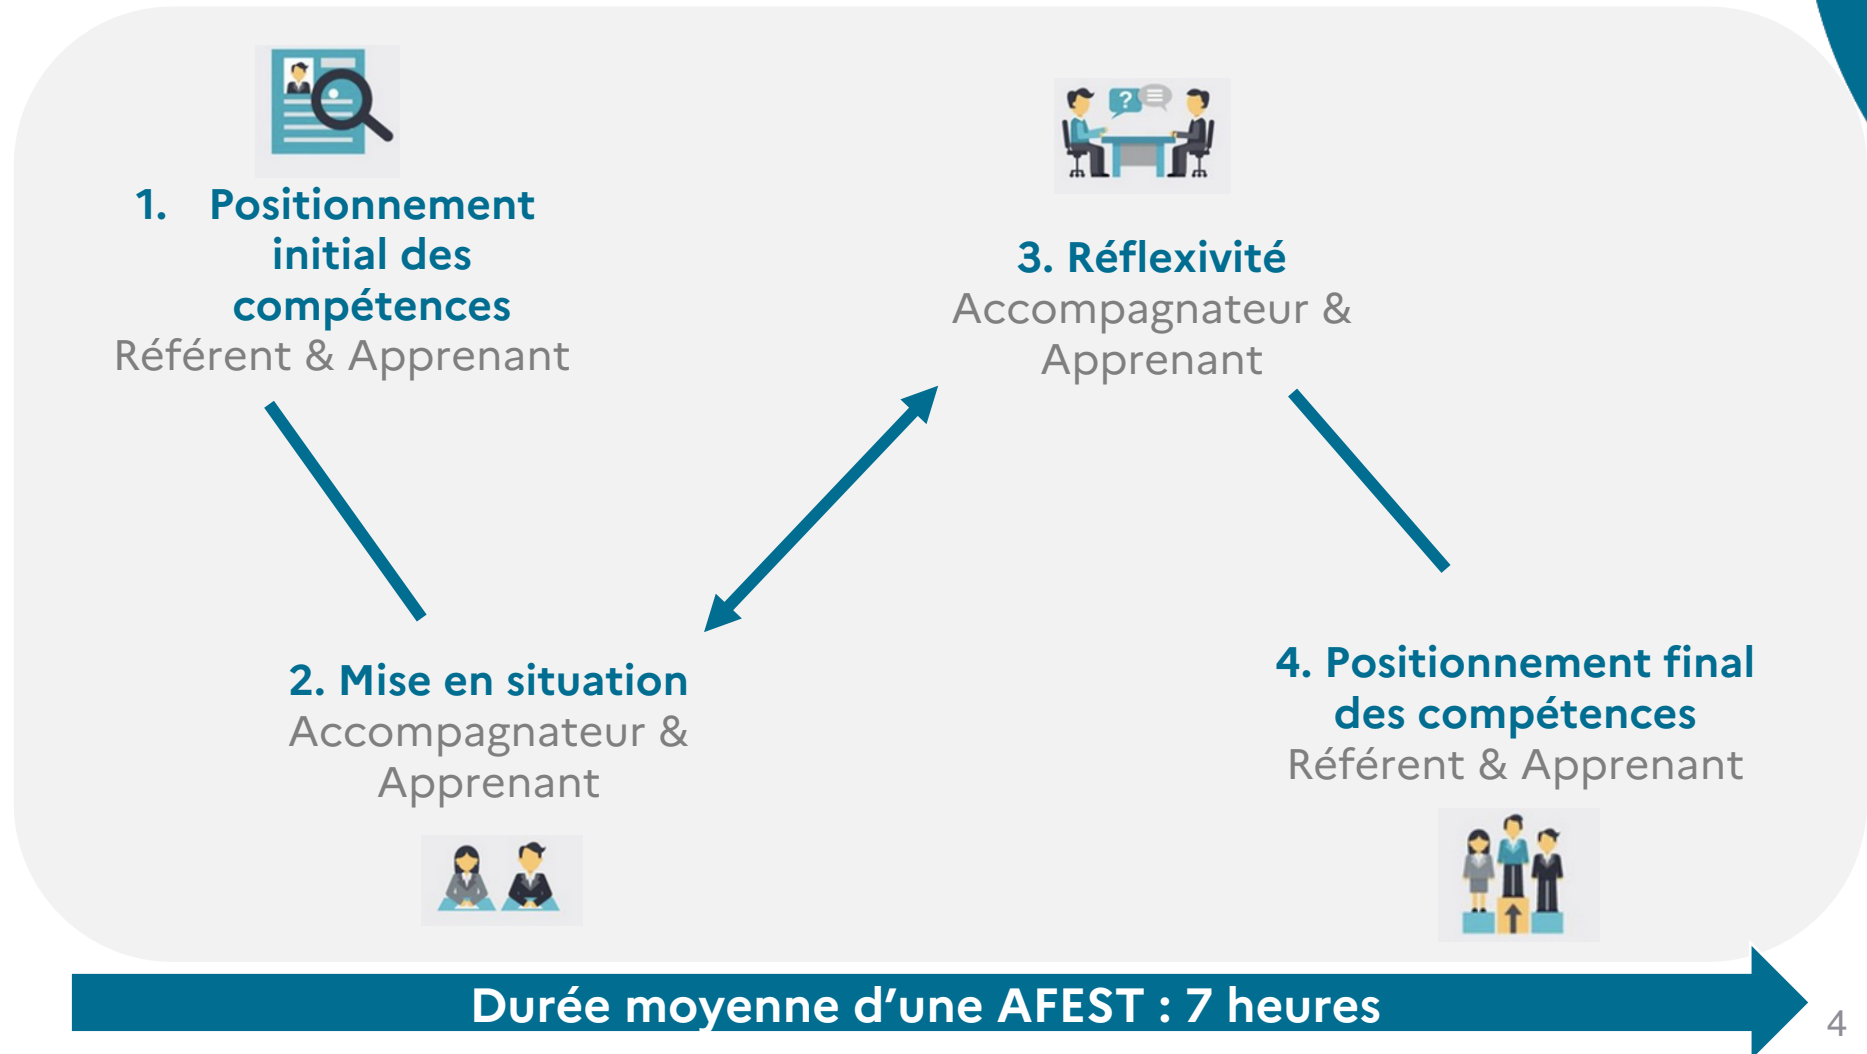 1. Positionnement
initial des
compétences
Référent & Apprenant
2. Mise en situation
Accompagnateur &
Apprenant
?
3. Réflexivité
Accompagnateur &
Apprenant
4. Positionnement final
des compétences
Référent & Apprenant
Durée moyenne d’une AFEST : 7 heures
4